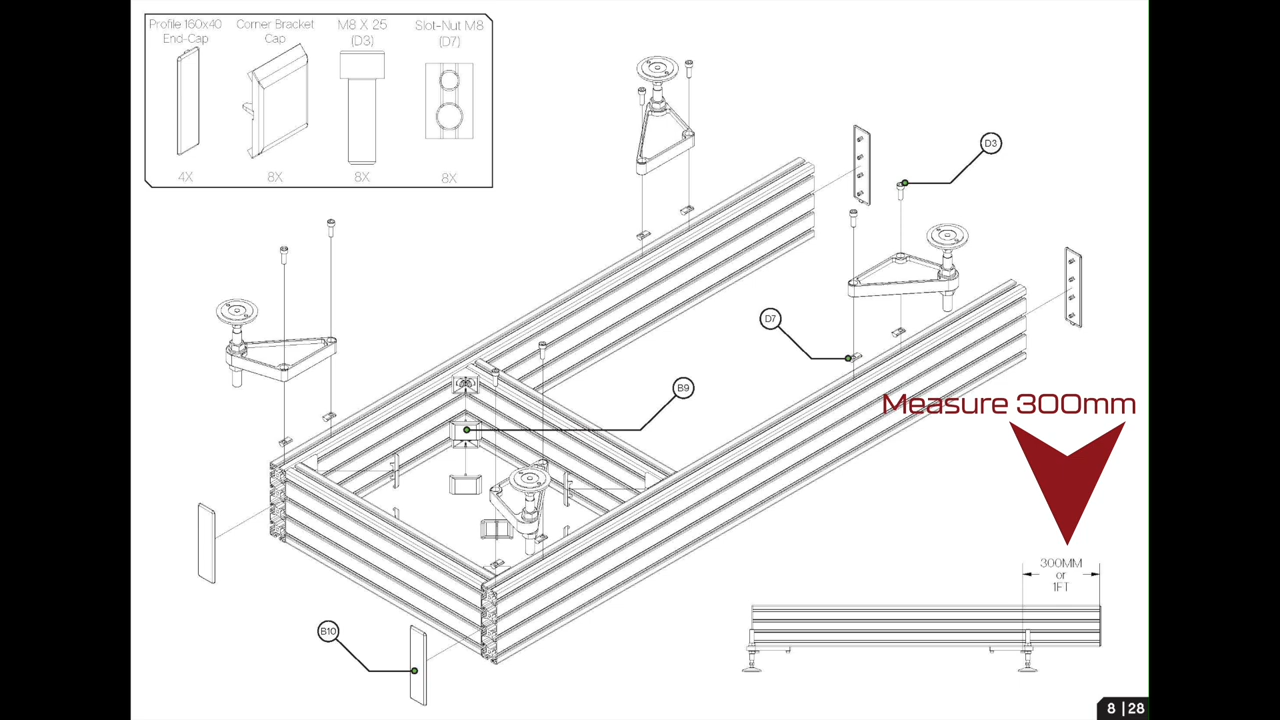 Profile 160x40
End-Cap
Corner Bracket
Cap
M8 X 25
(D3)
Slot-Nut M8
(D7)
4X
8X
8X
8X
D3
D7
B9
Measure 300mm
300MM
or
1FT
B10
8 | 28